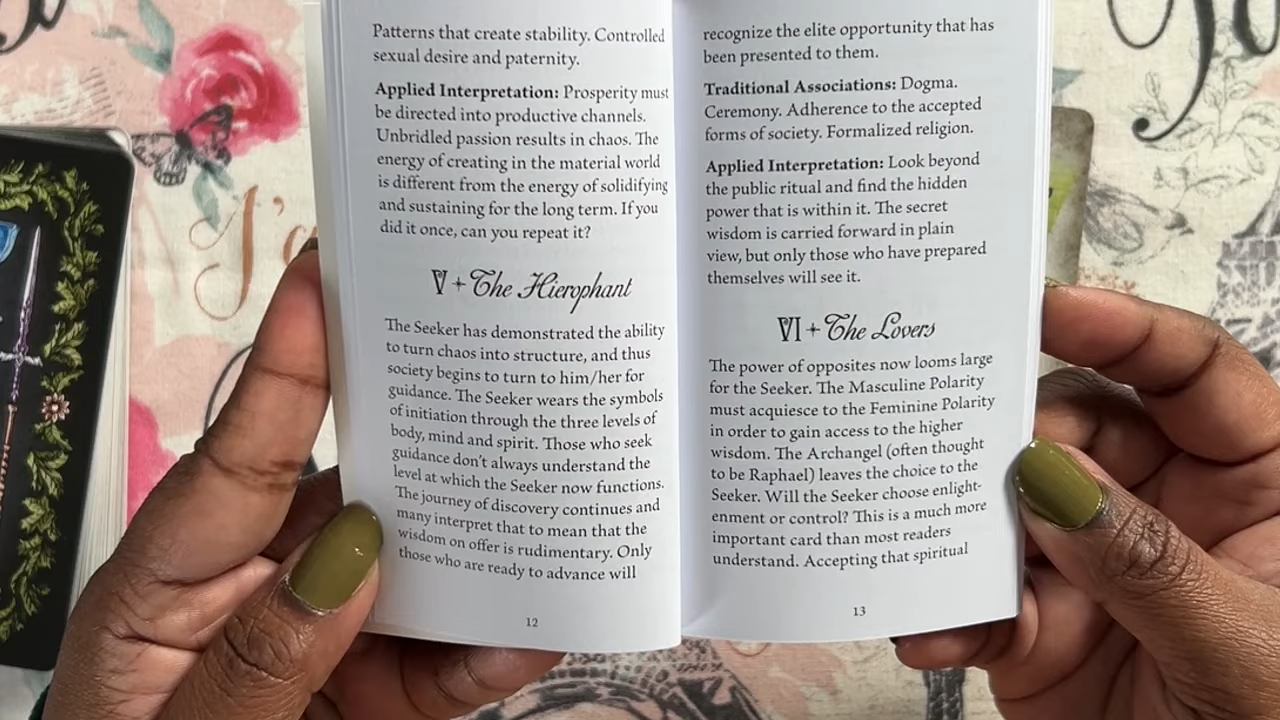 Patterns that create stability. Controlled
sexual desire and paternity.
Applied Interpretation: Prosperity must
be directed into productive channels.
Unbridled passion results in chaos. The
energy of creating in the material world
is different from the energy of solidifying
and sustaining for the long term. If you
did it once, can you repeat it?
V + The Hierophant
The Seeker has demonstrated the ability
to turn chaos into structure, and thus
society begins to turn to him/her for
guidance. The Seeker wears the symbols
of initiation through the three levels of
body, mind and spirit. Those who seek
guidance don't always understand the
level at which the Seeker now functions.
The journey of discovery continues and
many interpret that to mean that the
wisdom on offer is rudimentary. Only
those who are ready to advance will
12
recognize the elite opportunity that has
been presented to them.
Traditional Associations: Dogma.
Ceremony. Adherence to the accepted
forms of society. Formalized religion.
Applied Interpretation: Look beyond
the public ritual and find the hidden
power that is within it. The secret
wisdom is carried forward in plain
view, but only those who have prepared
themselves will see it.
VI + The Lovers
The power of opposites now looms large
for the Seeker. The Masculine Polarity
must acquiesce to the Feminine Polarity
in order to gain access to the higher
wisdom. The Archangel (often thought
to be Raphael) leaves the choice to the
Seeker. Will the Seeker choose enlight-
enment or control? This is a much more
important card than most readers
understand. Accepting that spiritual
13